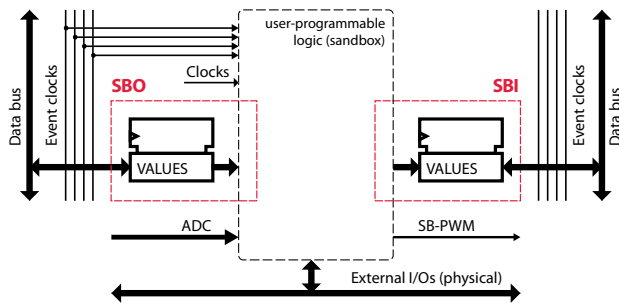 user-programmable
logic (sandbox)
Clocks
SBO
SBI
Data bus
Event clocks
Event clocks
Data bus
VALUES
VALUES
ADC
SB-PWM
External I/Os (physical)